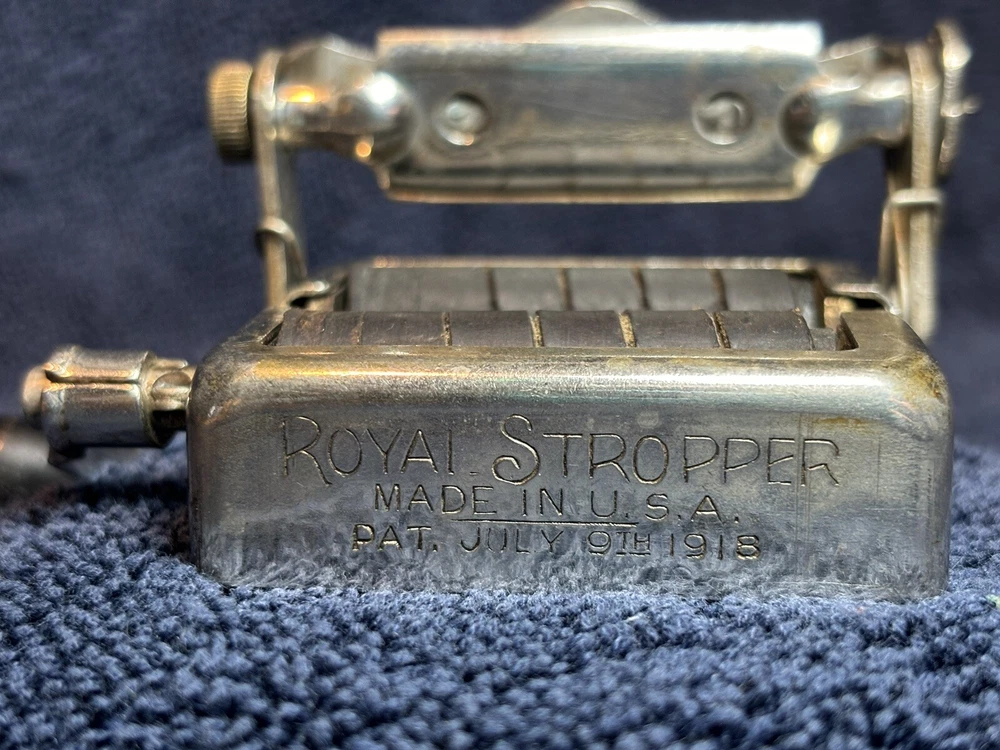 ROYAL STROPPER
MADE IN U.S.A.
PAT. JULY 9TH 1918